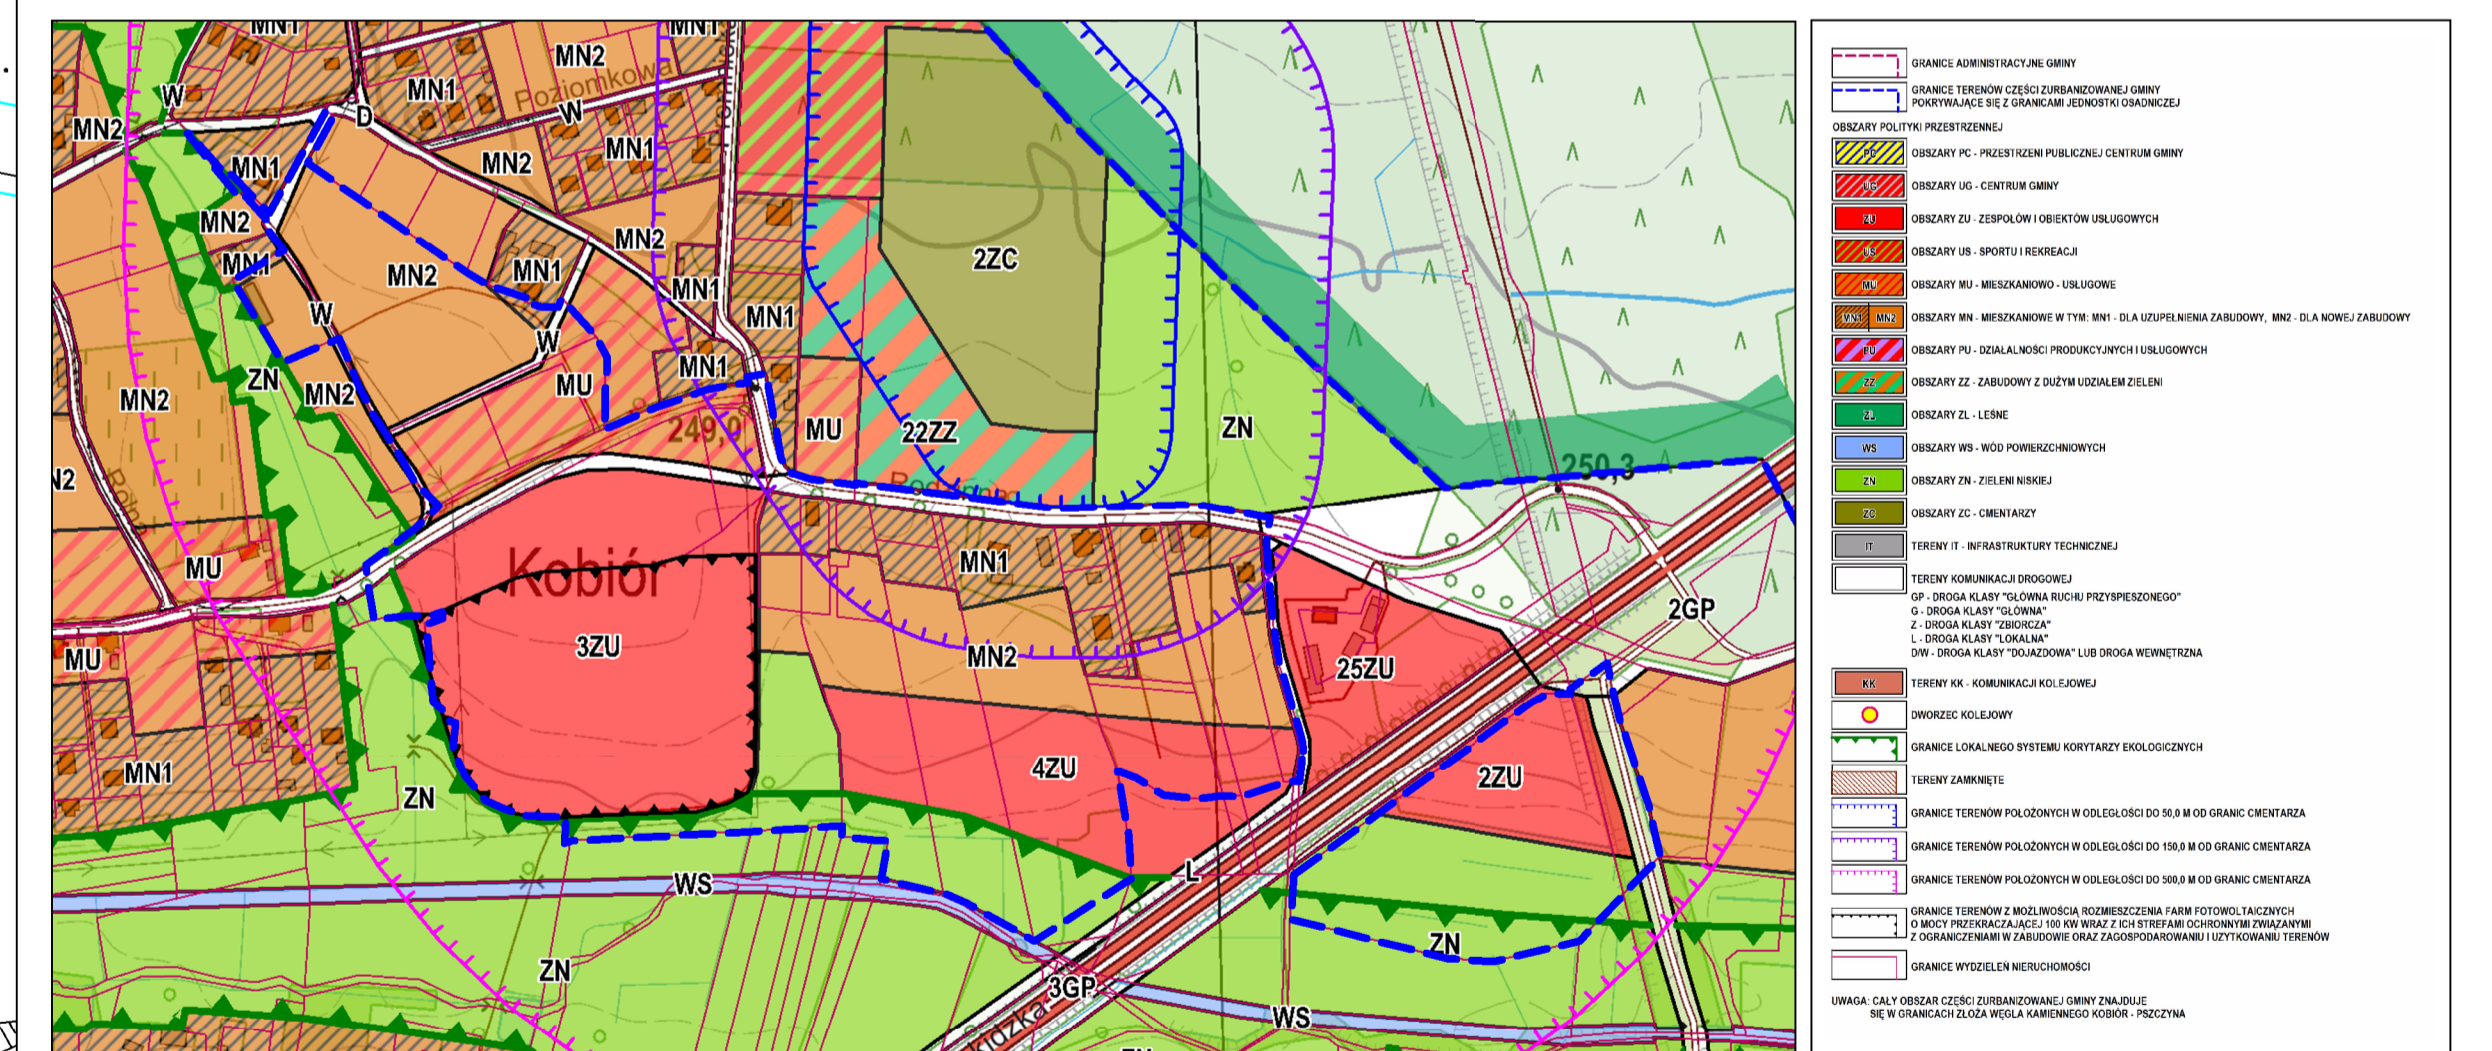 MN1
MN1
MN2
Poziomkowa
MN1
W
W
D
MN2
MN1
MN2
MN1
MN2
MN2
MN1
MN2
MN1
2ZC
MN1
MN1
W
W
MN2
ZN
MN2
MU
MN1
MN2
249,0
MU
22ZZ
ZN
250,3
Rolna
MU
Kobiór
MN1
2GP
MU
3ZU
MN2
25ZU
MN1
4ZU
2ZU
ZN
L
WS
ZN
ZN
3GP
WS
GRANICE ADMINISTRACYJNE GMINY
GRANICE TERENÓW CZĘŚCI ZURBANIZOWANEJ GMINY
POKRYWAJĄCE SIĘ Z GRANICAMI JEDNOSTKI OSADNICZEJ
OBSZARY POLITYKI PRZESTRZENNEJ
PC OBSZARY PC - PRZESTRZENI PUBLICZNEJ CENTRUM GMINY
UG OBSZARY UG - CENTRUM GMINY
ZU OBSZARY ZU - ZESPOŁÓW I OBIEKTÓW USŁUGOWYCH
US OBSZARY US - SPORTU I REKREACJI
MU OBSZARY MU - MIESZKANIOWO - USŁUGOWE
MN1 MN2 OBSZARY MN - MIESZKANIOWE W TYM: MN1 - DLA UZUPEŁNIENIA ZABUDOWY, MN2 - DLA NOWEJ ZABUDOWY
PU OBSZARY PU - DZIAŁALNOŚCI PRODUKCYJNYCH I USŁUGOWYCH
ZZ OBSZARY ZZ - ZABUDOWY Z DUŻYM UDZIAŁEM ZIELENI
ZL OBSZARY ZL - LEŚNE
WS OBSZARY WS - WÓD POWIERZCHNIOWYCH
ZN OBSZARY ZN - ZIELENI NISKIEJ
ZC OBSZARY ZC - CMENTARZY
IT TERENY IT - INFRASTRUKTURY TECHNICZNEJ
TERENY KOMUNIKACJI DROGOWEJ
GP - DROGA KLASY "GŁÓWNA RUCHU PRZYSPIESZONEGO"
G - DROGA KLASY "GŁÓWNA"
Z - DROGA KLASY "ZBIORCZA"
L - DROGA KLASY "LOKALNA"
D/W - DROGA KLASY "DOJAZDOWA" LUB DROGA WEWNĘTRZNA
KK TERENY KK - KOMUNIKACJI KOLEJOWEJ
DWORZEC KOLEJOWY
GRANICE LOKALNEGO SYSTEMU KORYTARZY EKOLOGICZNYCH
TERENY ZAMKNIĘTE
GRANICE TERENÓW POŁOŻONYCH W ODLEGŁOŚCI DO 50,0 M OD GRANIC CMENTARZA
GRANICE TERENÓW POŁOŻONYCH W ODLEGŁOŚCI DO 150,0 M OD GRANIC CMENTARZA
GRANICE TERENÓW POŁOŻONYCH W ODLEGŁOŚCI DO 500,0 M OD GRANIC CMENTARZA
GRANICE TERENÓW Z MOŻLIWOŚCIĄ ROZMIESZCZENIA FARM FOTOWOLTAICZNYCH
O MOCY PRZEKRACZAJĄCEJ 100 KW WRAZ Z ICH STREFAMI OCHRONNYMI ZWIĄZANYMI
Z OGRANICZENIAMI W ZABUDOWIE ORAZ ZAGOSPODAROWANIU I UZYTKOWANIU TERENÓW
GRANICE WYDZIELEŃ NIERUCHOMOŚCI
UWAGA: CAŁY OBSZAR CZĘŚCI ZURBANIZOWANEJ GMINY ZNAJDUJE
SIĘ W GRANICACH ZŁOŻA WĘGLA KAMIENNEGO KOBIÓR - PSZCZYNA